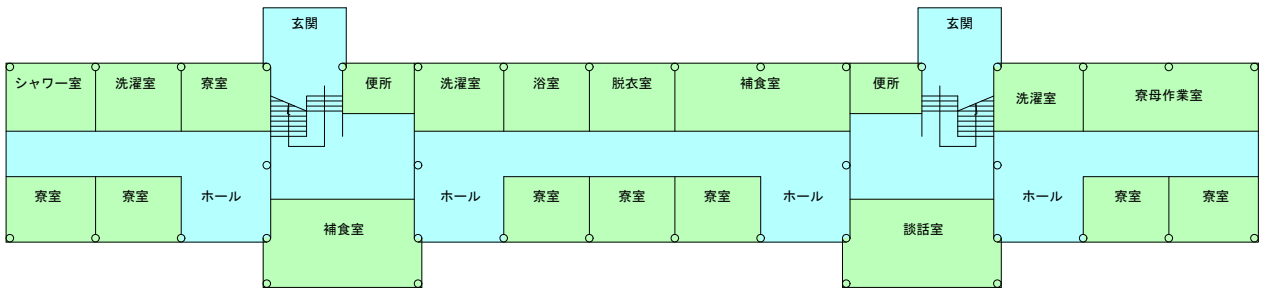 玄関
玄関
シャワー室
洗濯室
寮室
便所
洗濯室
浴室
脱衣室
補食室
便所
洗濯室
寮母作業室
寮室
寮室
ホール
ホール
寮室
寮室
寮室
ホール
ホール
寮室
寮室
補食室
談話室